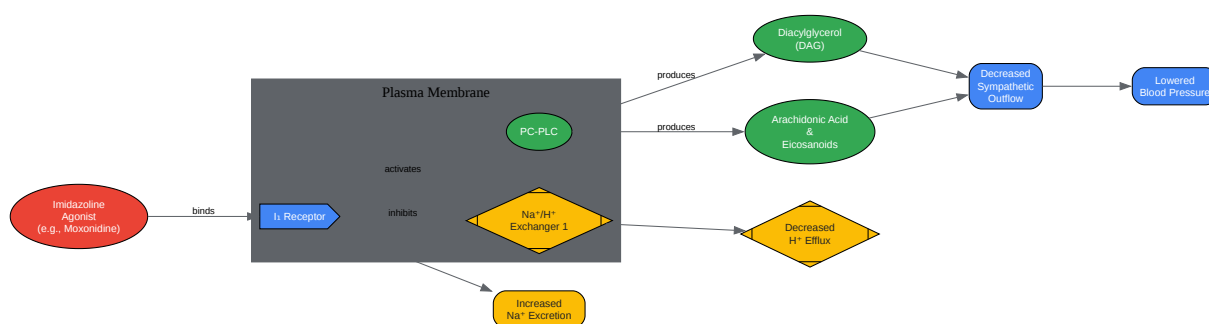 Diacylglycerol
(DAG)
produces
Decreased
Sympathetic
Outflow
Lowered
Blood Pressure
Plasma Membrane
PC-PLC
produces
Arachidonic Acid
&
Eicosanoids
activates
Imidazoline
Agonist
(e.g., Moxonidine)
binds
I₁ Receptor
inhibits
Na⁺/H⁺
Exchanger 1
Decreased
H⁺ Efflux
Increased
Na⁺ Excretion